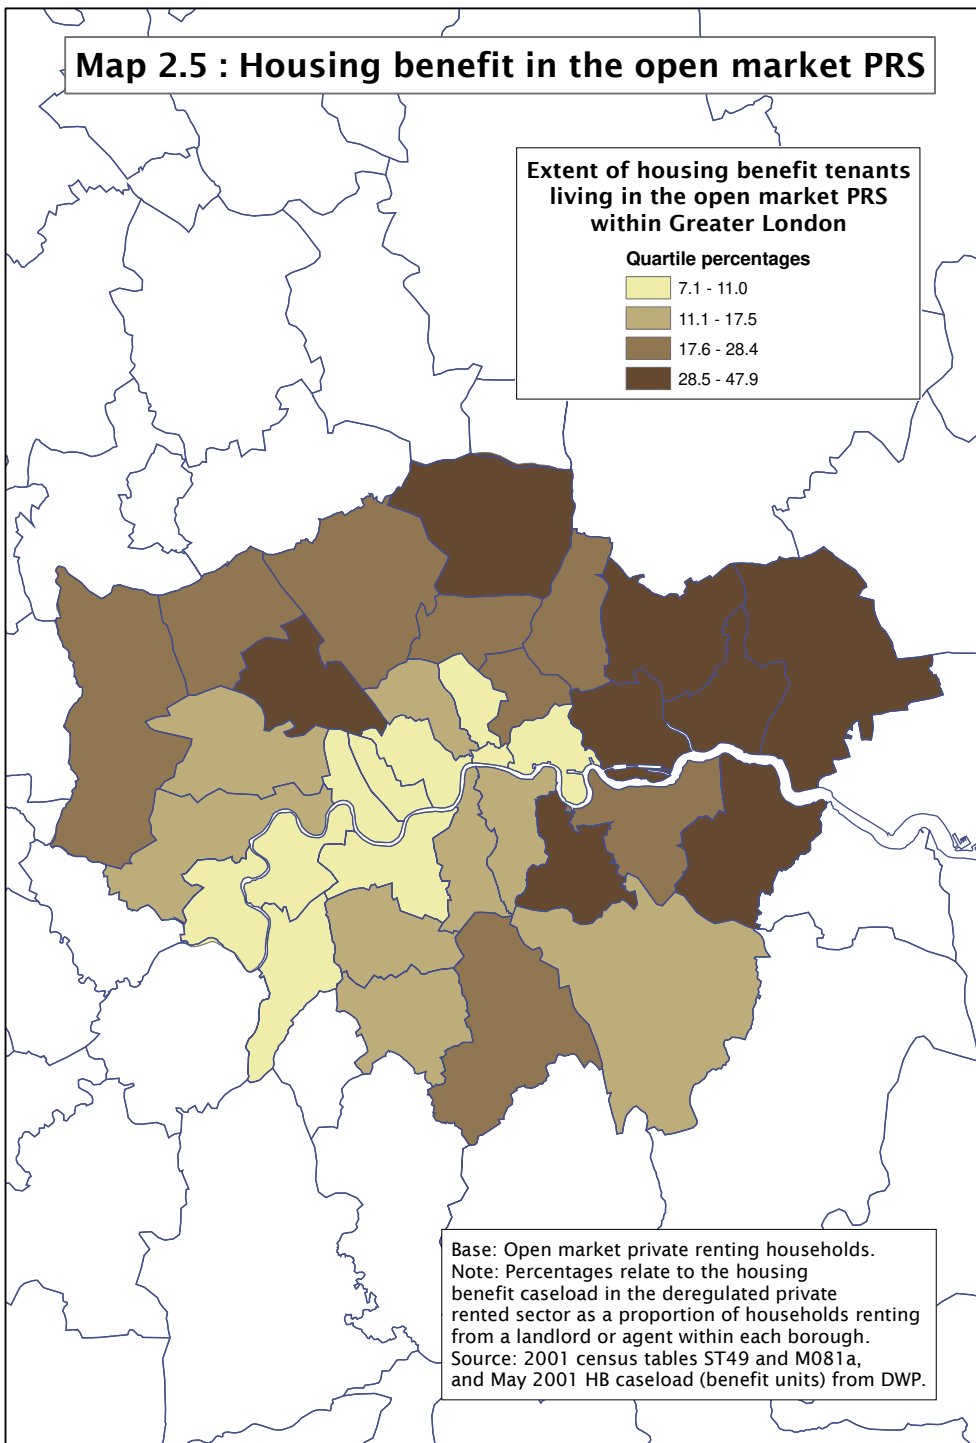 Map 2.5 : Housing benefit in the open market PRS
Extent of housing benefit tenants
living in the open market PRS
within Greater London
Quartile percentages
7.1 - 11.0
11.1 - 17.5
17.6 - 28.4
28.5 - 47.9
Base: Open market private renting households.
Note: Percentages relate to the housing
benefit caseload in the deregulated private
rented sector as a proportion of households renting
from a landlord or agent within each borough.
Source: 2001 census tables ST49 and M081a,
and May 2001 HB caseload (benefit units) from DWP.